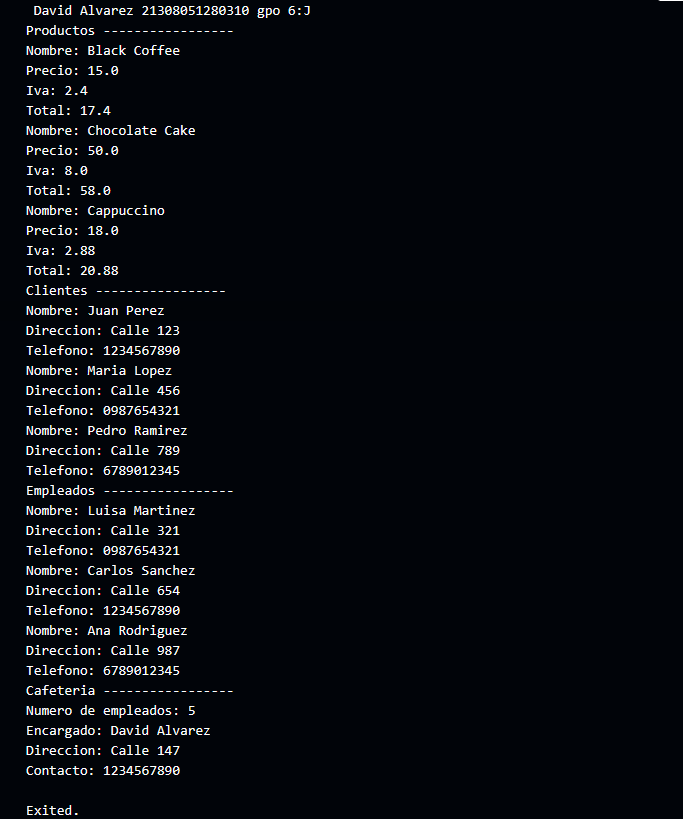 David Alvarez 21308051280310 gpo 6:J
Productos -----------------
Nombre: Black Coffee
Precio: 15.0
Iva: 2.4
Total: 17.4
Nombre: Chocolate Cake
Precio: 50.0
Iva: 8.0
Total: 58.0
Nombre: Cappuccino
Precio: 18.0
Iva: 2.88
Total: 20.88
Clientes -----------------
Nombre: Juan Perez
Direccion: Calle 123
Telefono: 1234567890
Nombre: Maria Lopez
Direccion: Calle 456
Telefono: 0987654321
Nombre: Pedro Ramirez
Direccion: Calle 789
Telefono: 6789012345
Empleados -----------------
Nombre: Luisa Martinez
Direccion: Calle 321
Telefono: 0987654321
Nombre: Carlos Sanchez
Direccion: Calle 654
Telefono: 1234567890
Nombre: Ana Rodriguez
Direccion: Calle 987
Telefono: 6789012345
Cafeteria -----------------
Numero de empleados: 5
Encargado: David Alvarez
Direccion: Calle 147
Contacto: 1234567890
Exited.